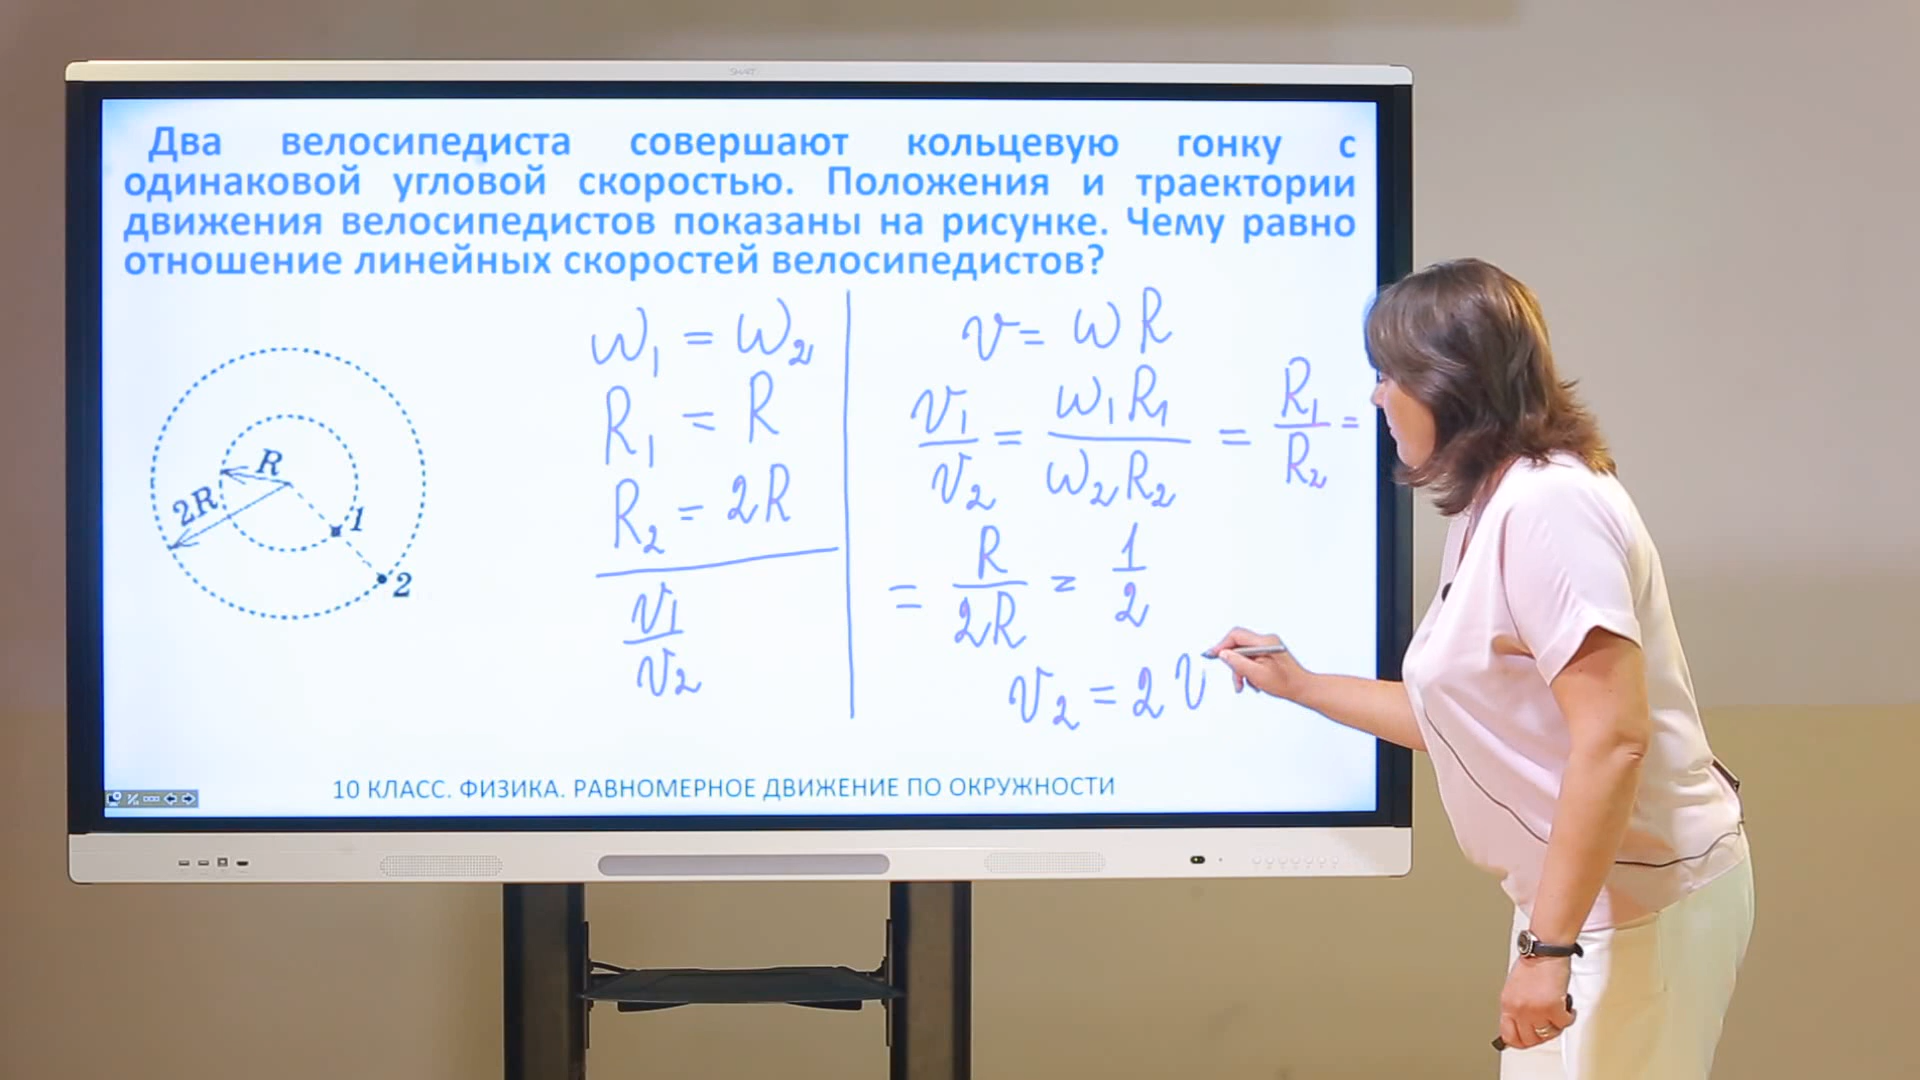 SMART
Два велосипедиста совершают кольцевую гонку с
одинаковой угловой скоростью. Положения и траектории
движения велосипедистов показаны на рисунке. Чему равно
отношение линейных скоростей велосипедистов?
R
2R
1
2
ω₁ = ω₂
R₁ = R
R₂ = 2R
v₁/v₂
v = ωR
v₁/v₂ = ω₁R₁/ω₂R₂ = R₁/R₂ =
= R/2R = 1/2
v₂ = 2v
10 КЛАСС. ФИЗИКА. РАВНОМЕРНОЕ ДВИЖЕНИЕ ПО ОКРУЖНОСТИ